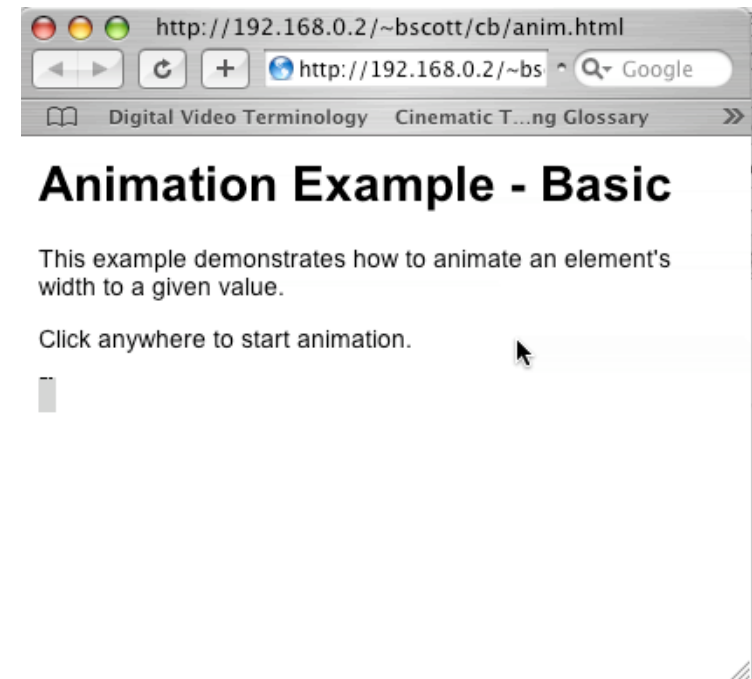 http://192.168.0.2/~bscott/cb/anim.html
http://192.168.0.2/~bs
Google
Digital Video Terminology Cinematic T...ng Glossary
Animation Example - Basic
This example demonstrates how to animate an element's
width to a given value.
Click anywhere to start animation.